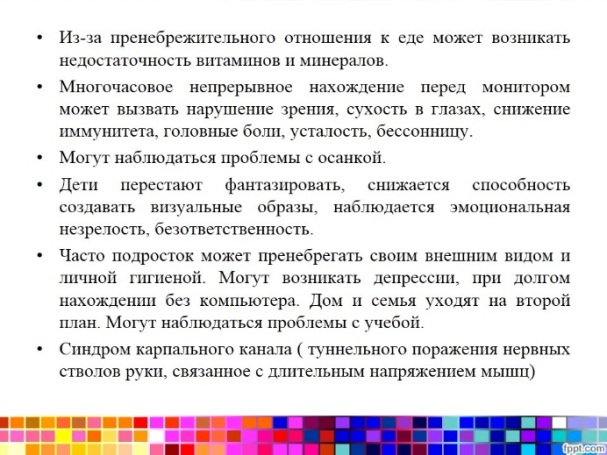 • Из-за пренебрежительного отношения к еде может возникать
недостаточность витаминов и минералов.
• Многочасовое непрерывное нахождение перед монитором
может вызвать нарушение зрения, сухость в глазах, снижение
иммунитета, головные боли, усталость, бессонницу.
• Могут наблюдаться проблемы с осанкой.
• Дети перестают фантазировать, снижается способность
создавать визуальные образы, наблюдается эмоциональная
незрелость, безответственность.
• Часто подросток может пренебрегать своим внешним видом и
личной гигиеной. Могут возникать депрессии, при долгом
нахождении без компьютера. Дом и семья уходят на второй
план. Могут наблюдаться проблемы с учебой.
• Синдром карпального канала ( туннельного поражения нервных
стволов руки, связанное с длительным напряжением мышц)
fppt.com